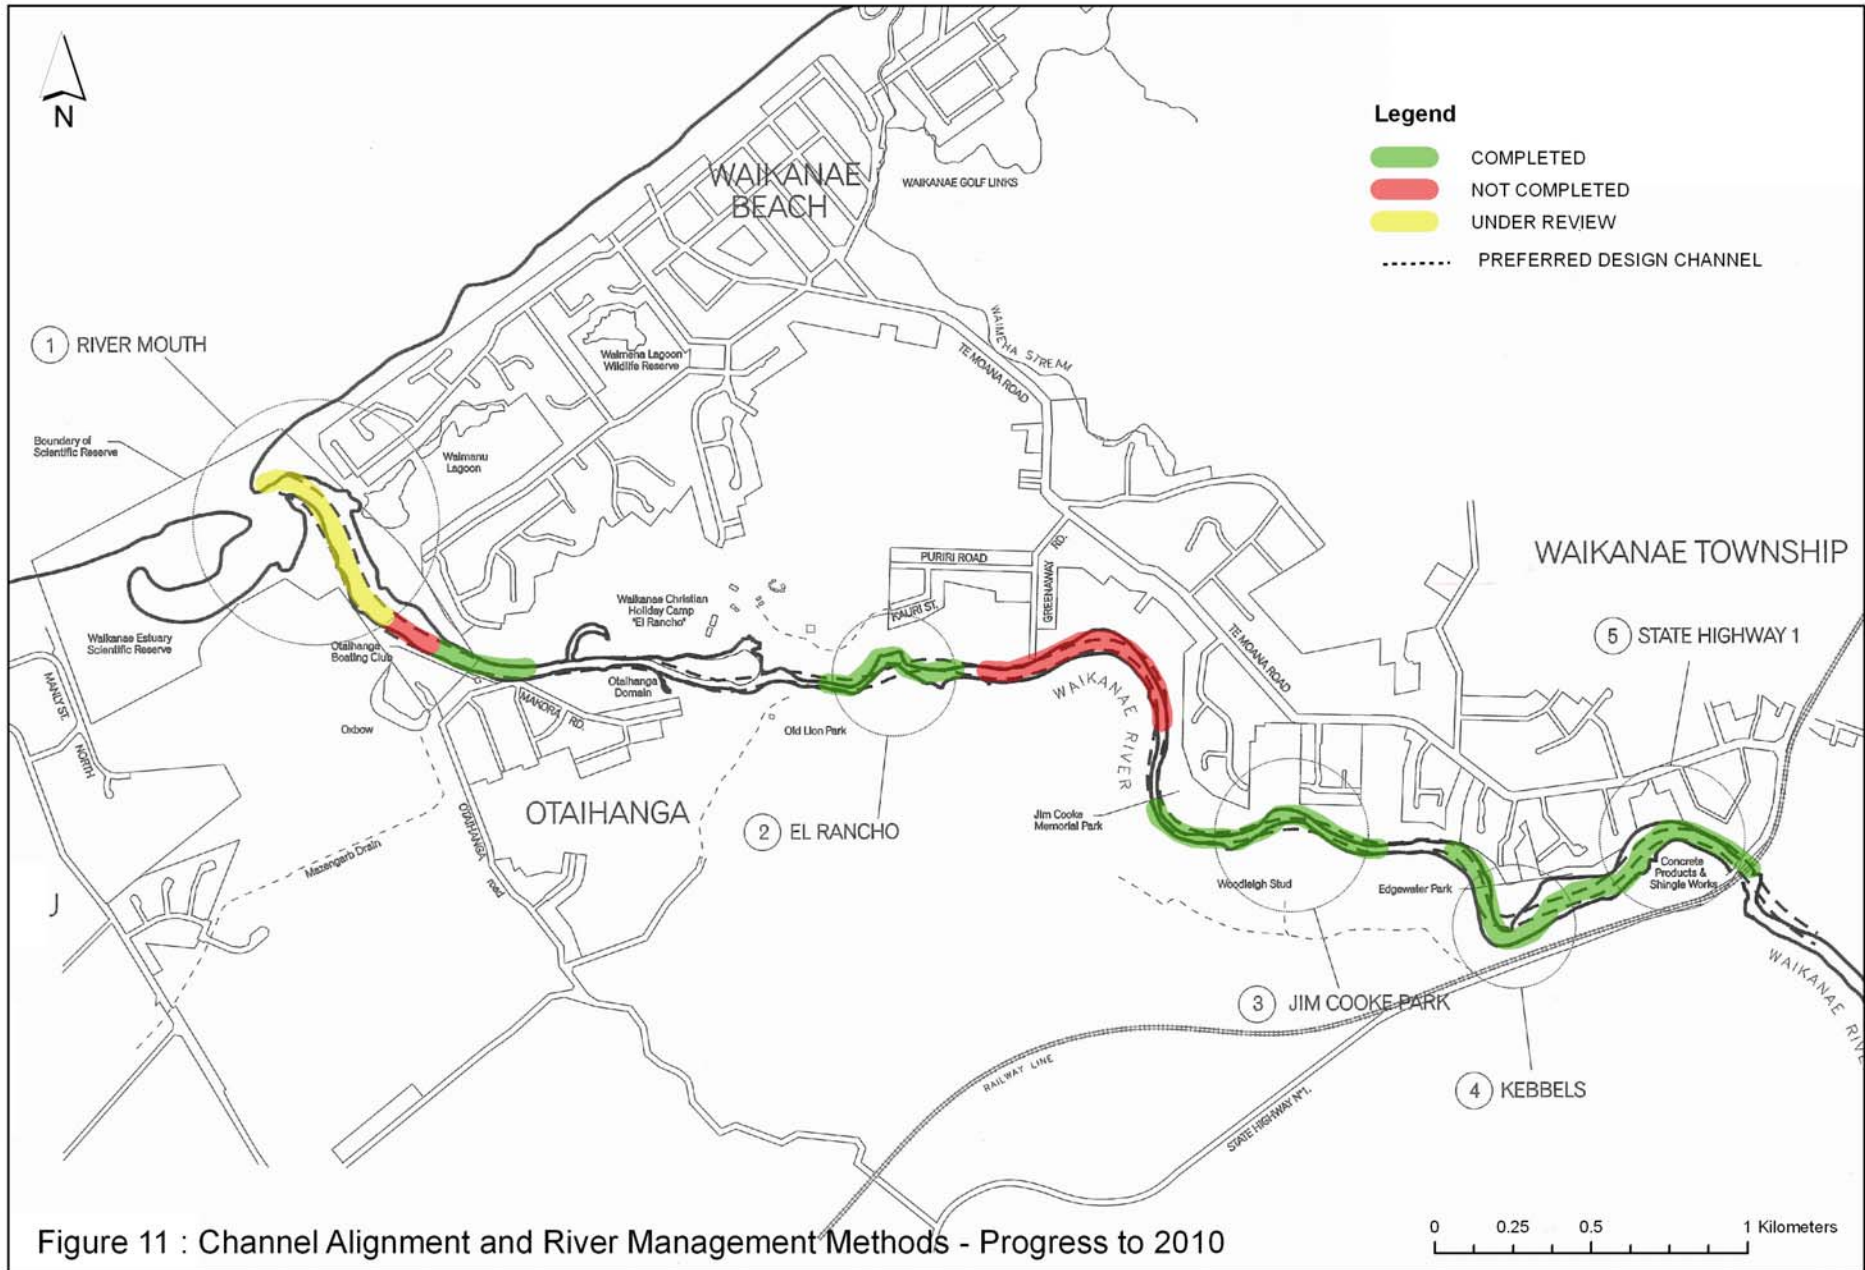 N
Legend
COMPLETED
NOT COMPLETED
UNDER REVIEW
PREFERRED DESIGN CHANNEL
WAIKANAE
BEACH
WAIKANAE GOLF LINKS
WAIMEHA STREAM
TE MOANA ROAD
1 RIVER MOUTH
Waimeha Lagoon
Wildlife Reserve
Boundary of
Scientific Reserve
Waimanu
Lagoon
WAIKANAE TOWNSHIP
PURIRI ROAD
RD.
GREENAWAY
KAURI ST.
Waikanae Christian
Holiday Camp
"El Rancho"
TE MOANA ROAD
5 STATE HIGHWAY 1
Waikanae Estuary
Scientific Reserve
Otaihanga
Boating Club
MANLY ST.
NORTH
Otaihanga
Domain
MAKORA RD.
Oxbow
Old Lion Park
WAIKANAE RIVER
OTAIHANGA
2 EL RANCHO
Jim Cooke
Memorial Park
OTAIHANGA
road
Mazengarb Drain
Woodleigh Stud
Edgewater Park
Concrete
Products &
Shingle Works
J
WAIKANAE RIVE
3 JIM COOKE PARK
4 KEBBELS
RAILWAY LINE
STATE HIGHWAY Nº1.
0 0.25 0.5 1 Kilometers
Figure 11 : Channel Alignment and River Management Methods - Progress to 2010